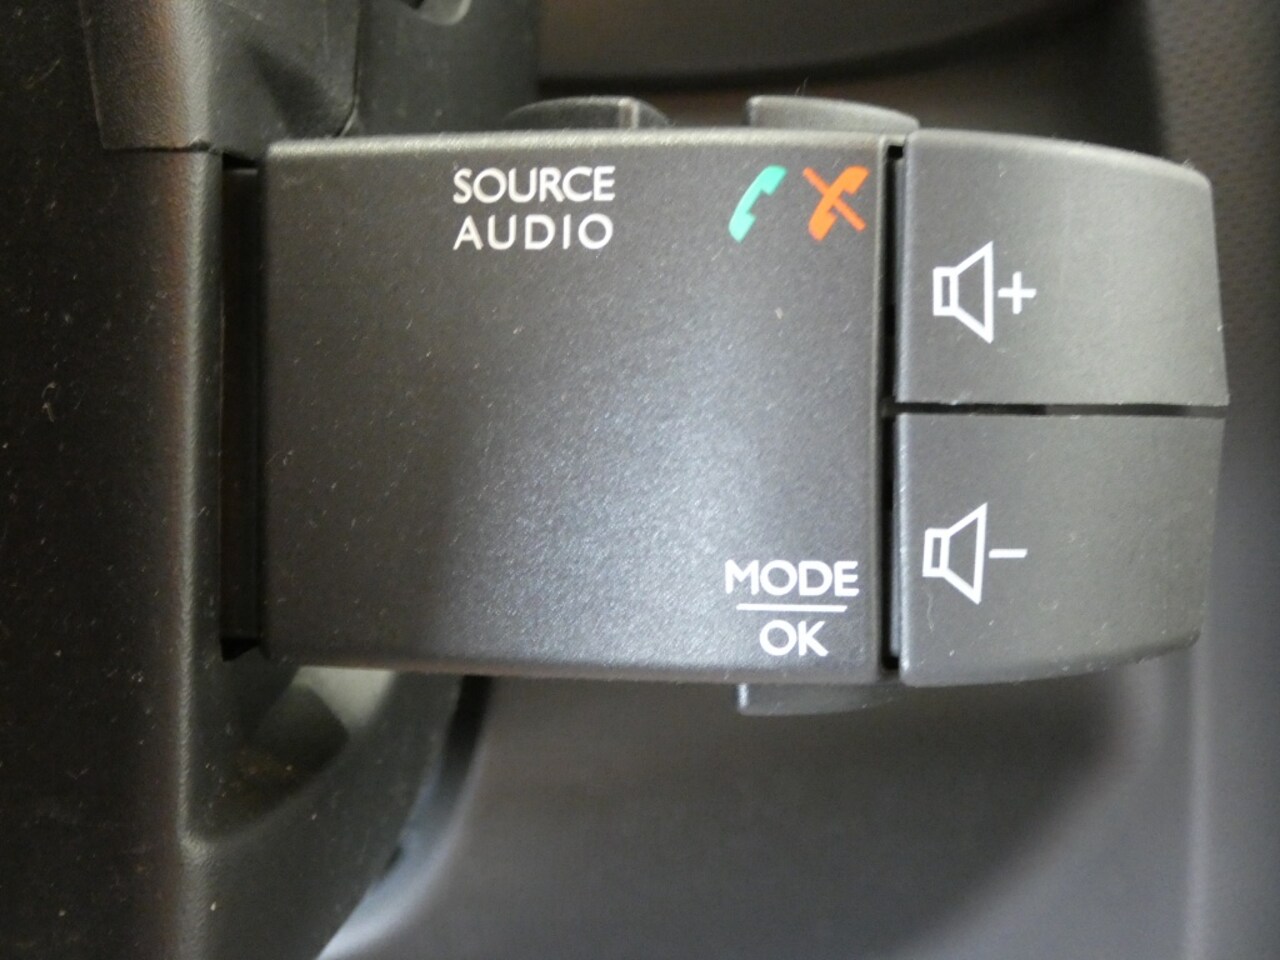 SOURCE
AUDIO
+
-
MODE
OK